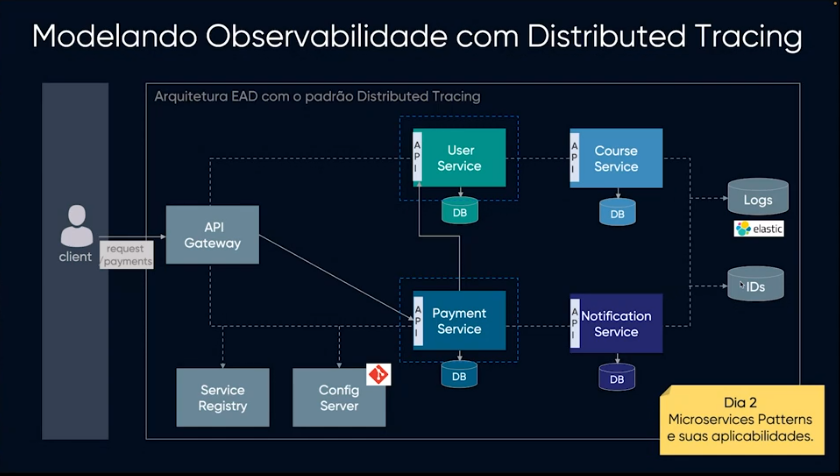 Modelando Observabilidade com Distributed Tracing
Arquitetura EAD com o padrão Distributed Tracing
client
request
/payments
API
Gateway
API
User
Service
DB
API
Course
Service
DB
Logs
elastic
IDs
API
Payment
Service
DB
API
Notification
Service
DB
Service
Registry
Config
Server
Dia 2
Microservices Patterns
e suas aplicabilidades.